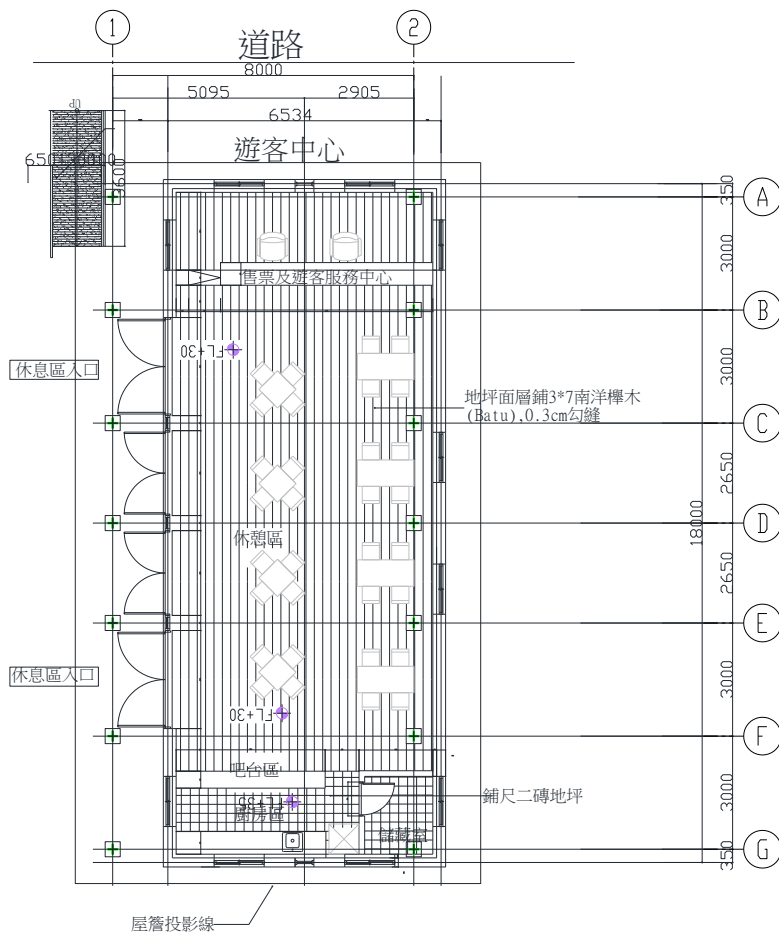 1
2
道路
8000
5095
2905
6534
UP
遊客中心
3600
350
A
3000
售票及遊客服務中心
B
FL+30
3000
休息區入口
地坪面層鋪3*7南洋櫸木
(Batu),0.3cm勾縫
C
2650
D
18000
休憩區
2650
E
休息區入口
3000
FL+30
F
吧台區
3000
FL+35
廚房區
鋪尺二磚地坪
儲藏室
350
G
屋簷投影線